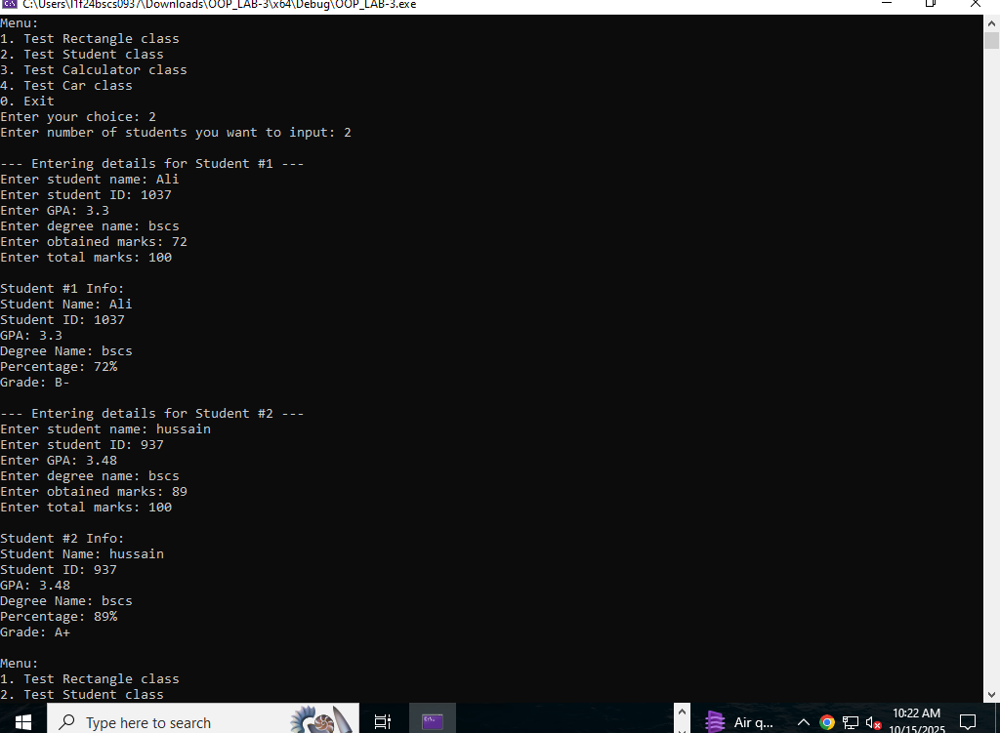 C:\Users\l1f24bscs0937\Downloads\OOP_LAB-3\x64\Debug\OOP_LAB-3.exe
Menu:
1. Test Rectangle class
2. Test Student class
3. Test Calculator class
4. Test Car class
0. Exit
Enter your choice: 2
Enter number of students you want to input: 2
--- Entering details for Student #1 ---
Enter student name: Ali
Enter student ID: 1037
Enter GPA: 3.3
Enter degree name: bscs
Enter obtained marks: 72
Enter total marks: 100
Student #1 Info:
Student Name: Ali
Student ID: 1037
GPA: 3.3
Degree Name: bscs
Percentage: 72%
Grade: B-
--- Entering details for Student #2 ---
Enter student name: hussain
Enter student ID: 937
Enter GPA: 3.48
Enter degree name: bscs
Enter obtained marks: 89
Enter total marks: 100
Student #2 Info:
Student Name: hussain
Student ID: 937
GPA: 3.48
Degree Name: bscs
Percentage: 89%
Grade: A+
Menu:
1. Test Rectangle class
2. Test Student class
Type here to search
Air q...
10:22 AM
10/15/2025